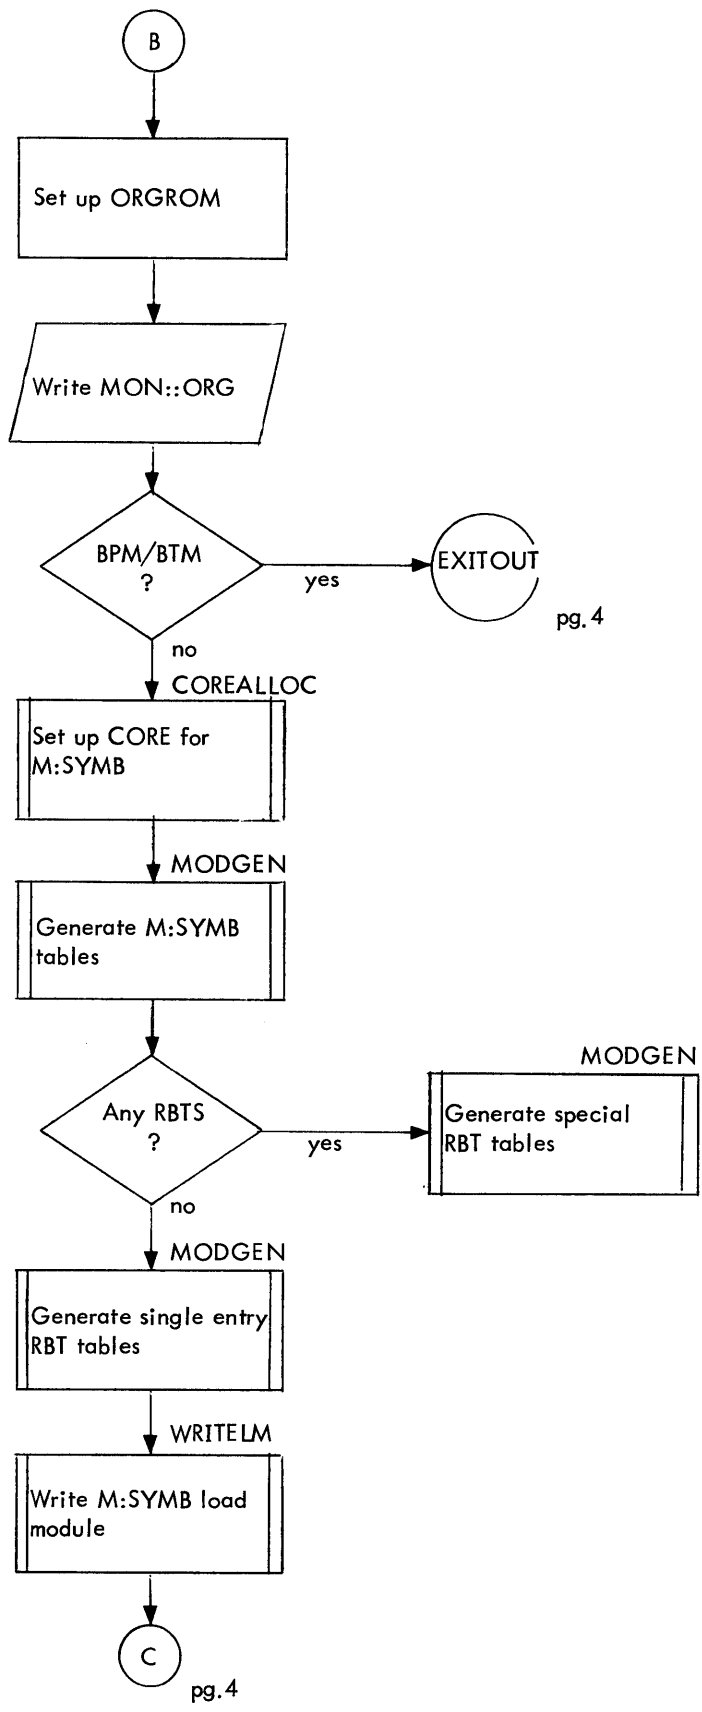 B
Set up ORGROM
Write MON::ORG
BPM/BTM
?
yes
EXITOUT
pg.4
no
COREALLOC
Set up CORE for
M:SYMB
MODGEN
Generate M:SYMB
tables
Any RBTS
?
yes
MODGEN
Generate special
RBT tables
no
MODGEN
Generate single entry
RBT tables
WRITELM
Write M:SYMB load
module
C
pg.4